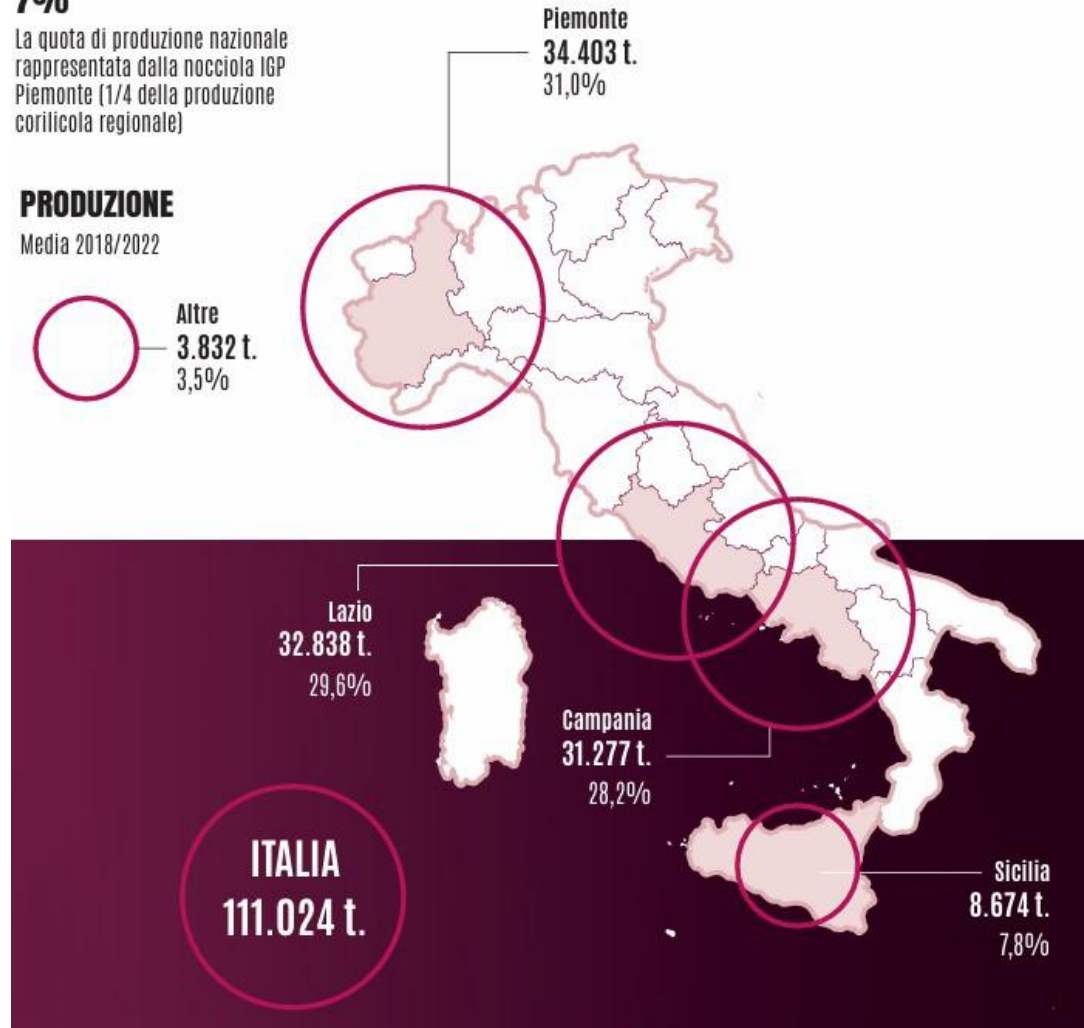 7%
La quota di produzione nazionale
rappresentata dalla nocciola IGP
Piemonte (1/4 della produzione
corilicola regionale)
Piemonte
34.403 t.
31,0%
PRODUZIONE
Media 2018/2022
Altre
3.832 t.
3,5%
Lazio
32.838 t.
29,6%
Campania
31.277 t.
28,2%
ITALIA
111.024 t.
Sicilia
8.674 t.
7,8%